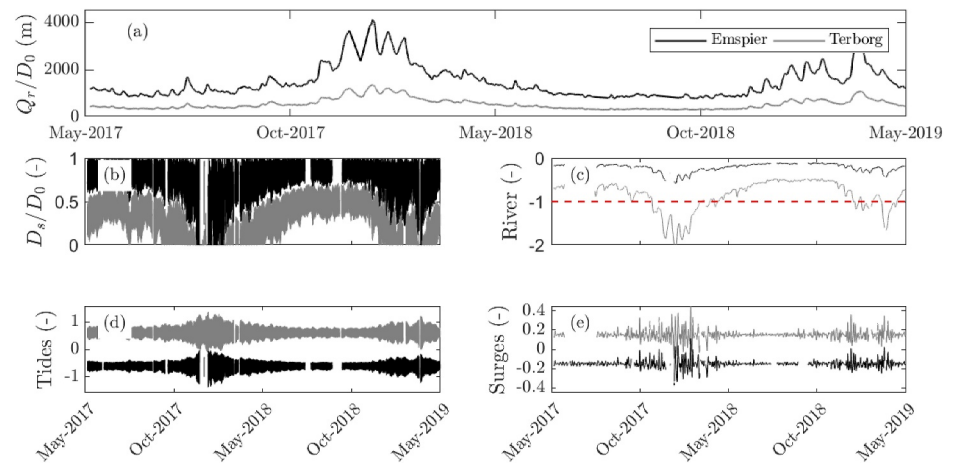 4000
2000
0
Q_r/D_0 (m)
(a)
Emspier
Terborg
May-2017
Oct-2017
May-2018
Oct-2018
May-2019
1
0.5
0
D_s/D_0 (-)
(b)
0
-1
-2
River (-)
(c)
1
0
-1
Tides (-)
(d)
May-2017
Oct-2017
May-2018
Oct-2018
May-2019
0.4
0.2
0
-0.2
-0.4
Surges (-)
(e)
May-2017
Oct-2017
May-2018
Oct-2018
May-2019